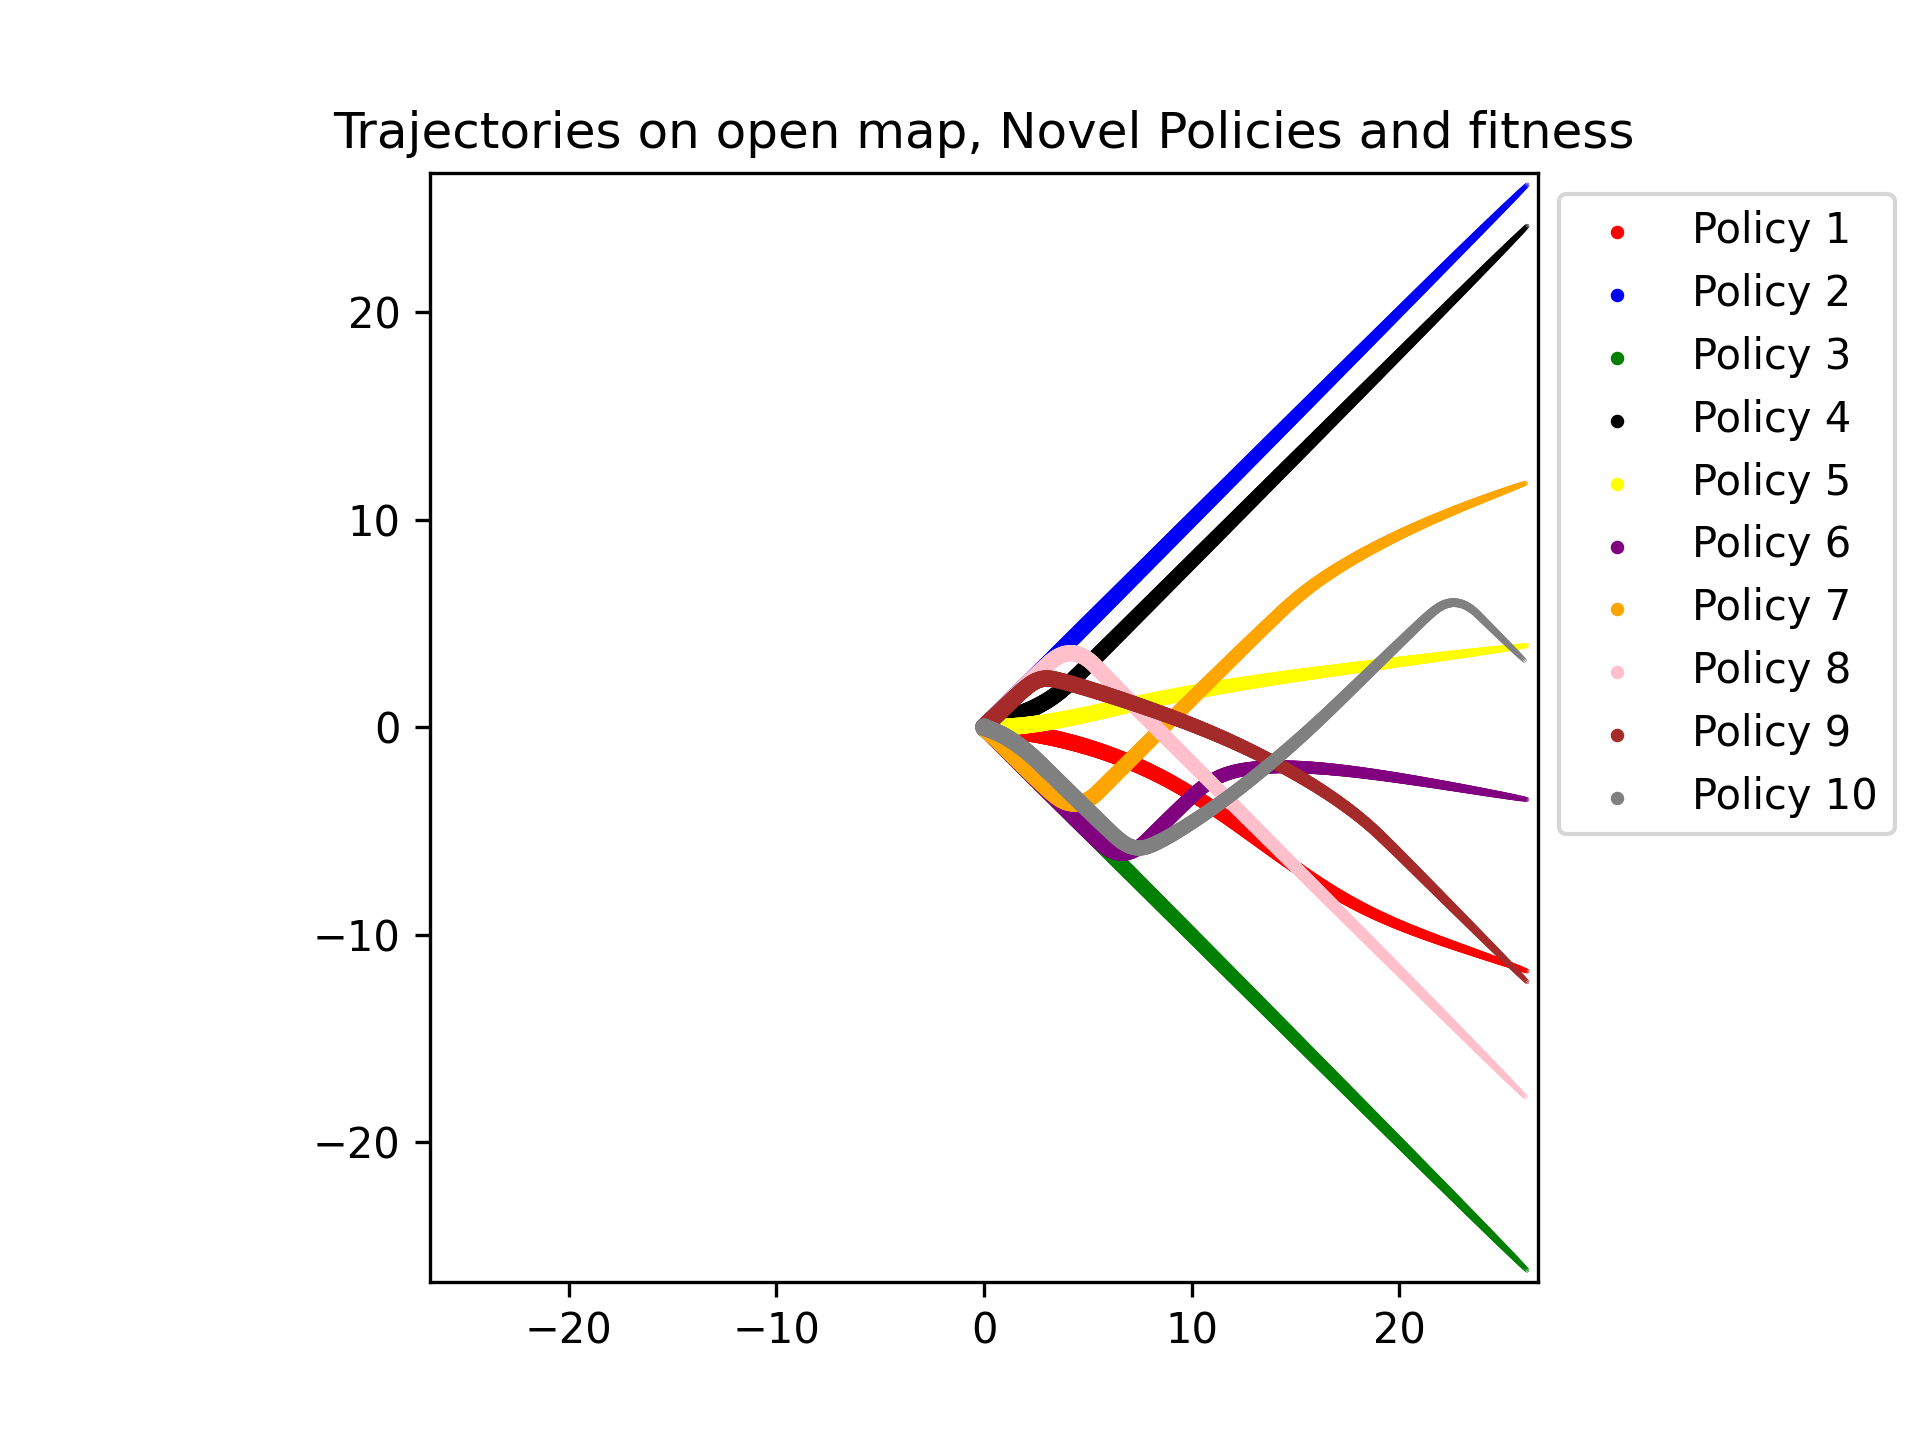 Trajectories on open map, Novel Policies and fitness
20
10
0
−10
−20
−20 −10 0 10 20
Policy 1
Policy 2
Policy 3
Policy 4
Policy 5
Policy 6
Policy 7
Policy 8
Policy 9
Policy 10